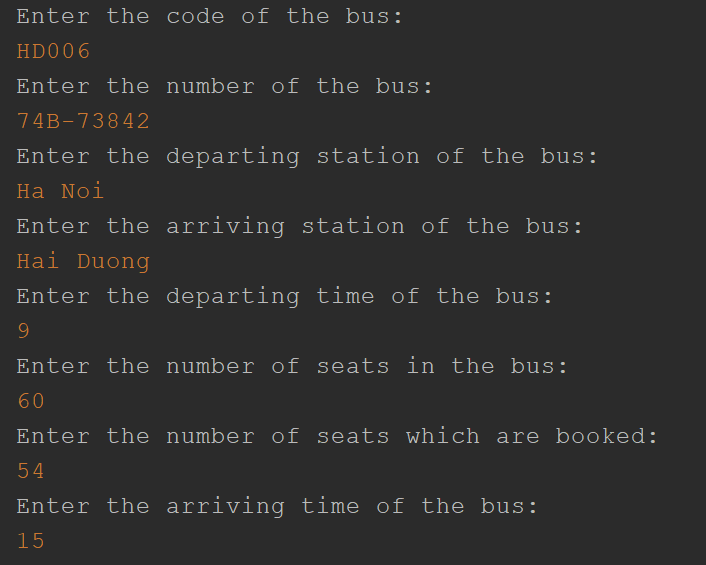 Enter the code of the bus:
HD006
Enter the number of the bus:
74B-73842
Enter the departing station of the bus:
Ha Noi
Enter the arriving station of the bus:
Hai Duong
Enter the departing time of the bus:
9
Enter the number of seats in the bus:
60
Enter the number of seats which are booked:
54
Enter the arriving time of the bus:
15